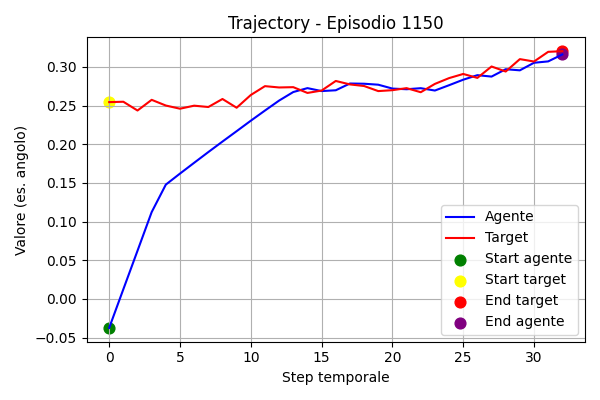 Trajectory - Episodio 1150
Valore (es. angolo)
0.30
0.25
0.20
0.15
0.10
0.05
0.00
−0.05
0
5
10
15
20
25
30
Step temporale
Agente
Target
Start agente
Start target
End target
End agente